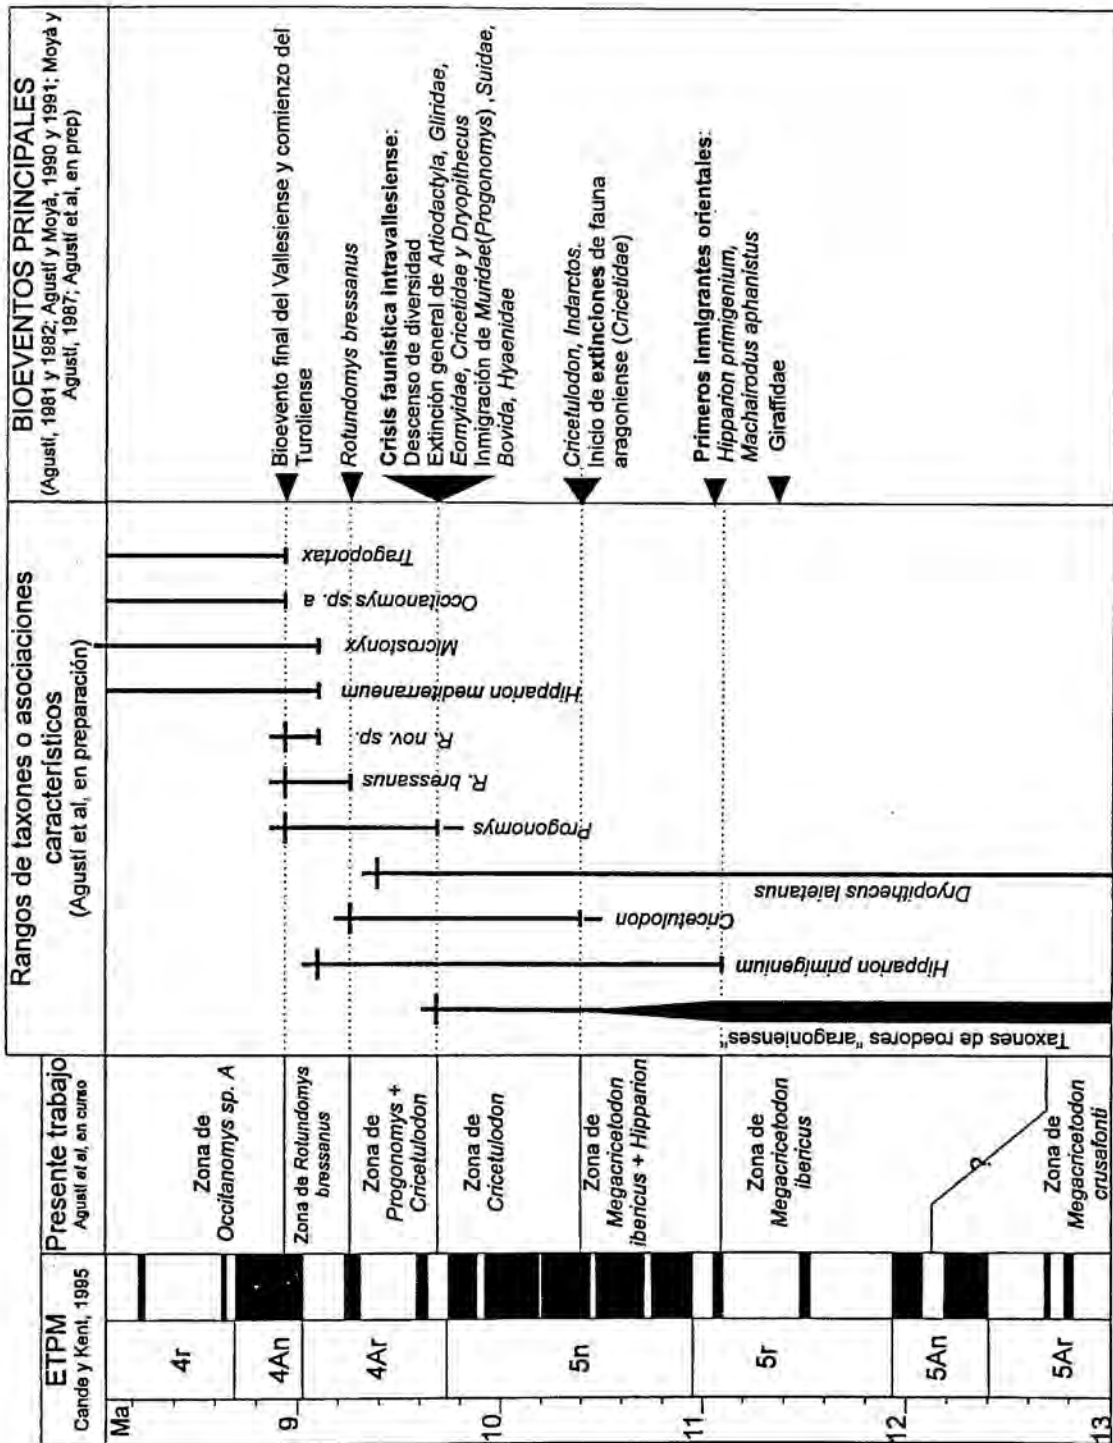 ETPM
Cande y Kent, 1995
Presente trabajo
Agustí et al, en curso
Rangos de taxones o asociaciones
característicos
(Agustí et al, en preparación)
BIOEVENTOS PRINCIPALES
(Agustí, 1981 y 1982; Agustí y Moyà, 1990 y 1991; Moyà y
Agustí, 1987; Agustí et al, en prep)
Ma
9
10
11
12
13
4r
4An
4Ar
5n
5r
5An
5Ar
Zona de
Occitanomys sp. A
Zona de Rotundomys
bressanus
Zona de
Progonomys +
Cricetulodon
Zona de
Cricetulodon
Zona de
Megacricetodon
ibericus + Hipparion
Zona de
Megacricetodon
ibericus
?
Zona de
Megacricetodon
crusafonti
Tragoportax
Occitanomys sp. a
Microstonyx
Hipparion mediterraneum
R. nov. sp.
R. bressanus
Progonomys
Dryopithecus laietanus
Cricetulodon
Hipparion primigenium
Taxones de roedores "aragonienses"
Bioevento final del Vallesiense y comienzo del
Turoliense
Rotundomys bressanus
Crisis faunística intravallesiense:
Descenso de diversidad
Extinción general de Artiodactyla, Gliridae,
Eomyidae, Cricetidae y Dryopithecus
Inmigración de Muridae(Progonomys) ,Suidae,
Bovida, Hyaenidae
Cricetulodon, Indarctos.
Inicio de extinciones de fauna
aragoniense (Cricetidae)
Primeros inmigrantes orientales:
Hipparion primigenium,
Machairodus aphanistus
Giraffidae